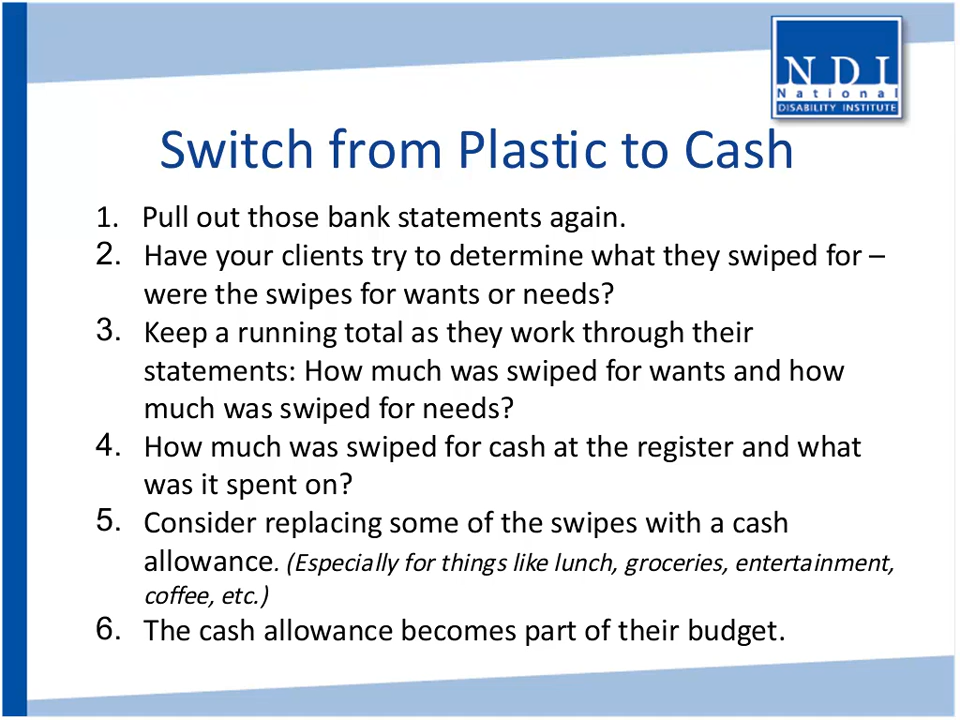 NDI
National
DISABILITY INSTITUTE
Switch from Plastic to Cash
1. Pull out those bank statements again.
2. Have your clients try to determine what they swiped for –
were the swipes for wants or needs?
3. Keep a running total as they work through their
statements: How much was swiped for wants and how
much was swiped for needs?
4. How much was swiped for cash at the register and what
was it spent on?
5. Consider replacing some of the swipes with a cash
allowance. (Especially for things like lunch, groceries, entertainment,
coffee, etc.)
6. The cash allowance becomes part of their budget.